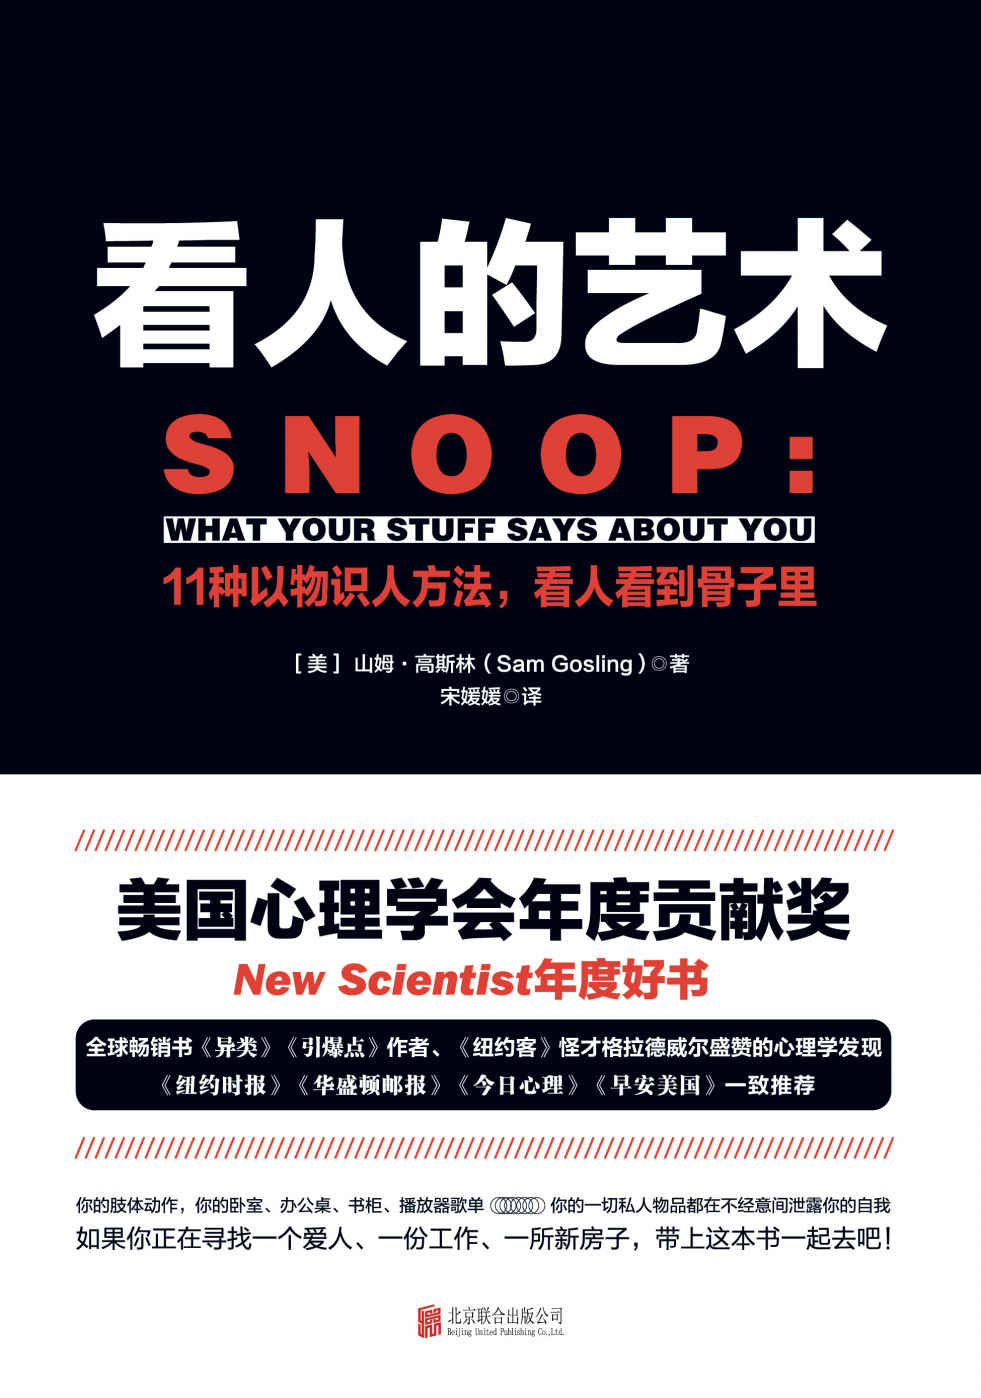 看人的艺术
SNOOP:
WHAT YOUR STUFF SAYS ABOUT YOU
11种以物识人方法，看人看到骨子里
［美］山姆·高斯林（Sam Gosling）◎著
宋媛媛◎译
美国心理学会年度贡献奖
New Scientist年度好书
全球畅销书《异类》《引爆点》作者、《纽约客》怪才格拉德威尔盛赞的心理学发现
《纽约时报》《华盛顿邮报》《今日心理》《早安美国》一致推荐
你的肢体动作，你的卧室、办公桌、书柜、播放器歌单 你的一切私人物品都在不经意间泄露你的自我
如果你正在寻找一个爱人、一份工作、一所新房子，带上这本书一起去吧！
北京联合出版公司
Beijing United Publishing Co.,Ltd.